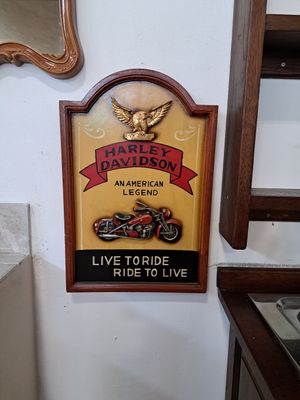 HARLEY
DAVIDSON
AN AMERICAN
LEGEND
LIVE TO RIDE
RIDE TO LIVE